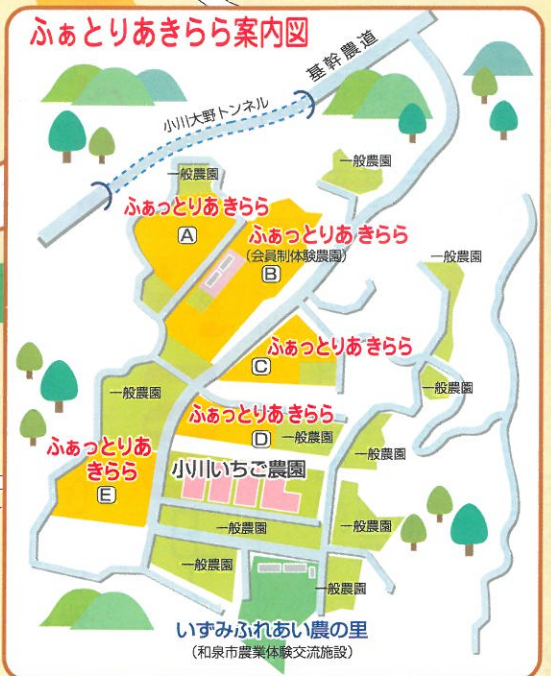 ふぁとりあきらら案内図
基幹農道
小川大野トンネル
一般農園
一般農園
ふぁっとりあ きらら
A
ふぁっとりあ きらら
(会員制体験農園)
B
一般農園
ふぁっとりあ きらら
C
一般農園
一般農園
ふぁっとりあ きらら
D
一般農園
ふぁっとりあ
きらら
E
小川いちご農園
一般農園
一般農園
一般農園
一般農園
一般農園
いずみふれあい農の里
(和泉市農業体験交流施設)